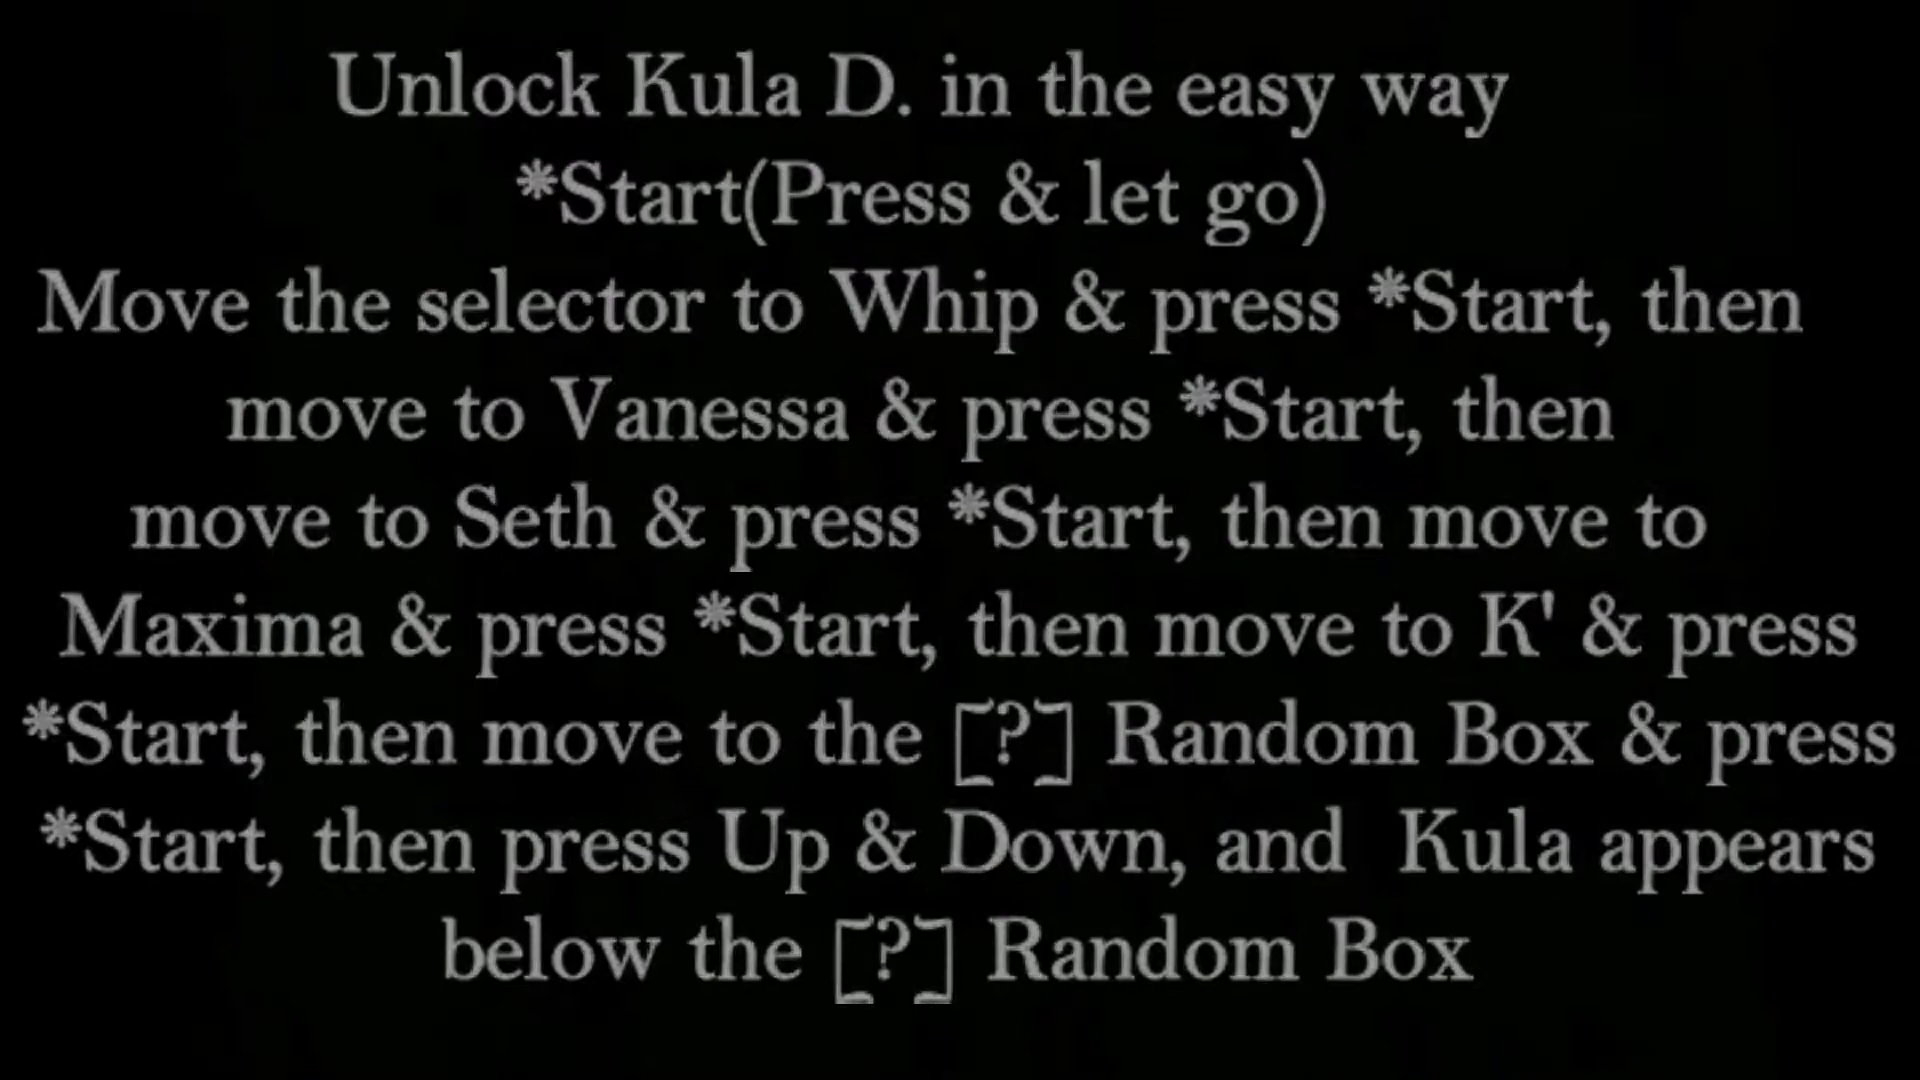 Unlock Kula D. in the easy way
*Start(Press & let go)
Move the selector to Whip & press *Start, then
move to Vanessa & press *Start, then
move to Seth & press *Start, then move to
Maxima & press *Start, then move to K' & press
*Start, then move to the [?] Random Box & press
*Start, then press Up & Down, and  Kula appears
below the [?] Random Box